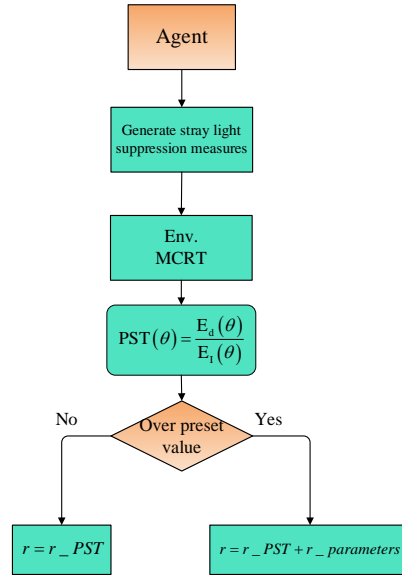 Agent
Generate stray light
suppression measures
Env.
MCRT
PST(θ) = E_d(θ) / E_I(θ)
No
Over preset
value
Yes
r = r _ PST
r = r _ PST + r _ parameters